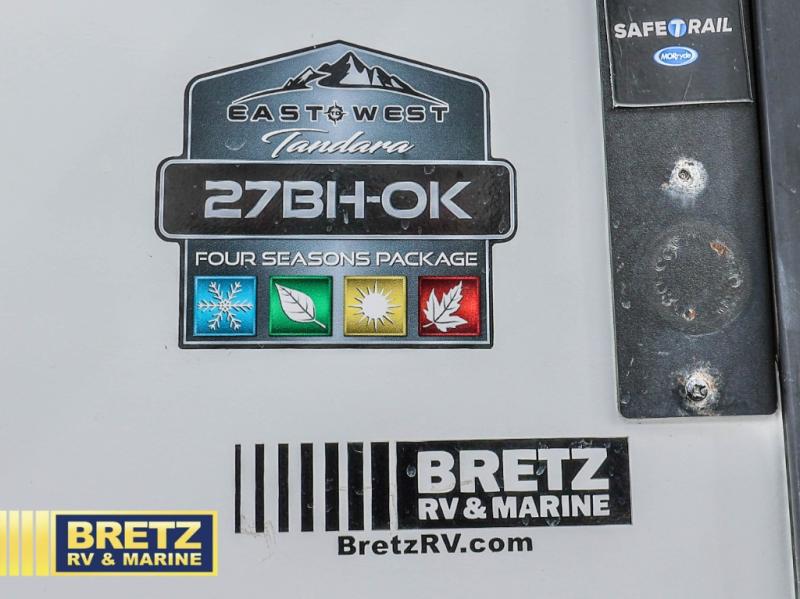 SAFETRAIL
MORryde
EAST WEST
Tandara
27BH-OK
FOUR SEASONS PACKAGE
BRETZ
RV & MARINE
BretzRV.com
BRETZ
RV & MARINE